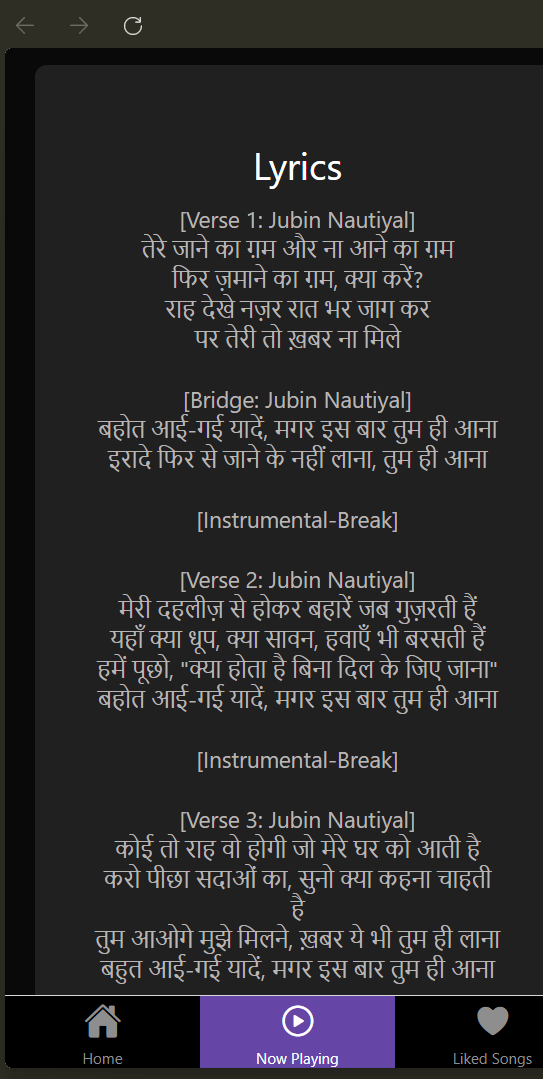 Lyrics
[Verse 1: Jubin Nautiyal]
तेरे जाने का ग़म और ना आने का ग़म
फिर ज़माने का ग़म, क्या करें?
राह देखे नज़र रात भर जाग कर
पर तेरी तो ख़बर ना मिले
[Bridge: Jubin Nautiyal]
बहोत आई-गई यादें, मगर इस बार तुम ही आना
इरादे फिर से जाने के नहीं लाना, तुम ही आना
[Instrumental-Break]
[Verse 2: Jubin Nautiyal]
मेरी दहलीज़ से होकर बहारें जब गुज़रती हैं
यहाँ क्या धूप, क्या सावन, हवाएँ भी बरसती हैं
हमें पूछो, "क्या होता है बिना दिल के जिए जाना"
बहोत आई-गई यादें, मगर इस बार तुम ही आना
[Instrumental-Break]
[Verse 3: Jubin Nautiyal]
कोई तो राह वो होगी जो मेरे घर को आती है
करो पीछा सदाओं का, सुनो क्या कहना चाहती
है
तुम आओगे मुझे मिलने, ख़बर ये भी तुम ही लाना
बहुत आई-गई यादें, मगर इस बार तुम ही आना
Home
Now Playing
Liked Songs